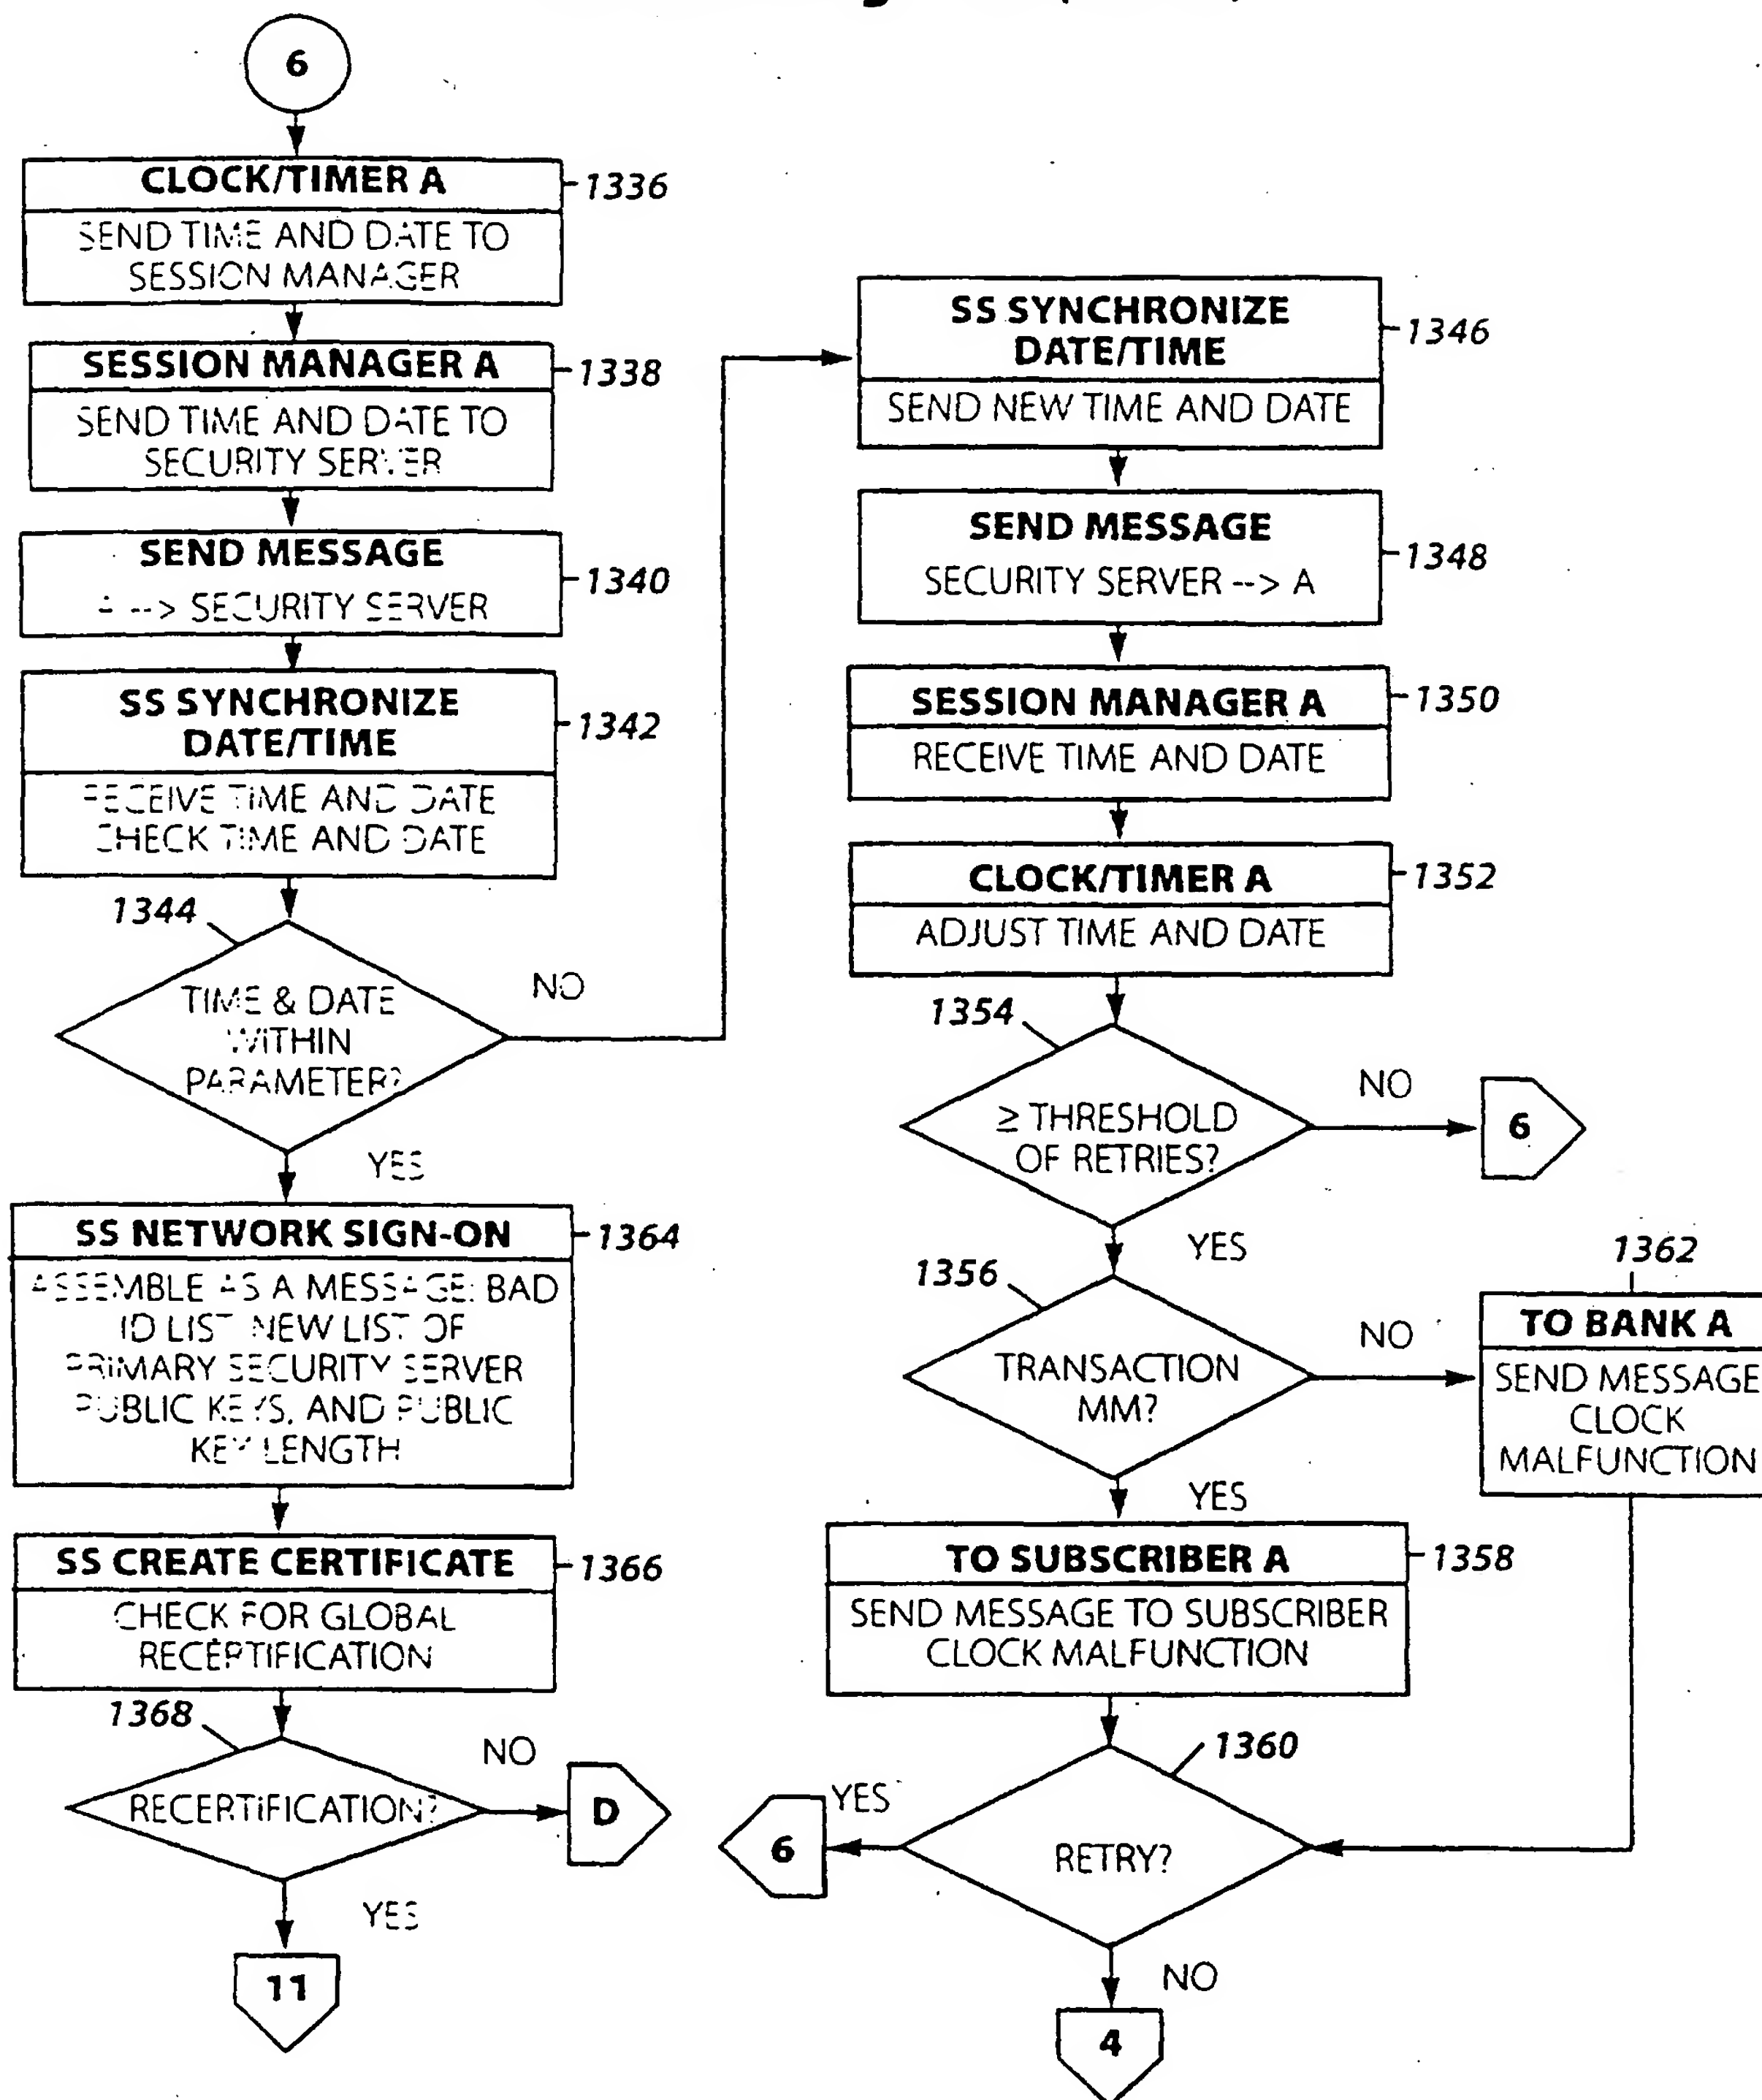 6
CLOCK/TIMER A
1336
SEND TIME AND DATE TO
SESSION MANAGER
SESSION MANAGER A
1338
SEND TIME AND DATE TO
SECURITY SERVER
SEND MESSAGE
1340
A --> SECURITY SERVER
SS SYNCHRONIZE
DATE/TIME
1342
RECEIVE TIME AND DATE
CHECK TIME AND DATE
1344
TIME & DATE
WITHIN
PARAMETER?
NO
YES
SS NETWORK SIGN-ON
1364
ASSEMBLE AS A MESSAGE: BAD
ID LIST NEW LIST OF
PRIMARY SECURITY SERVER
PUBLIC KEYS, AND PUBLIC
KEY LENGTH
SS CREATE CERTIFICATE
1366
CHECK FOR GLOBAL
RECERTIFICATION
1368
RECERTIFICATION?
NO
D
YES
11
SS SYNCHRONIZE
DATE/TIME
1346
SEND NEW TIME AND DATE
SEND MESSAGE
1348
SECURITY SERVER --> A
SESSION MANAGER A
1350
RECEIVE TIME AND DATE
CLOCK/TIMER A
1352
ADJUST TIME AND DATE
1354
≥ THRESHOLD
OF RETRIES?
NO
6
YES
1356
TRANSACTION
MM?
NO
1362
TO BANK A
SEND MESSAGE
CLOCK
MALFUNCTION
YES
TO SUBSCRIBER A
1358
SEND MESSAGE TO SUBSCRIBER
CLOCK MALFUNCTION
1360
RETRY?
YES
6
NO
4